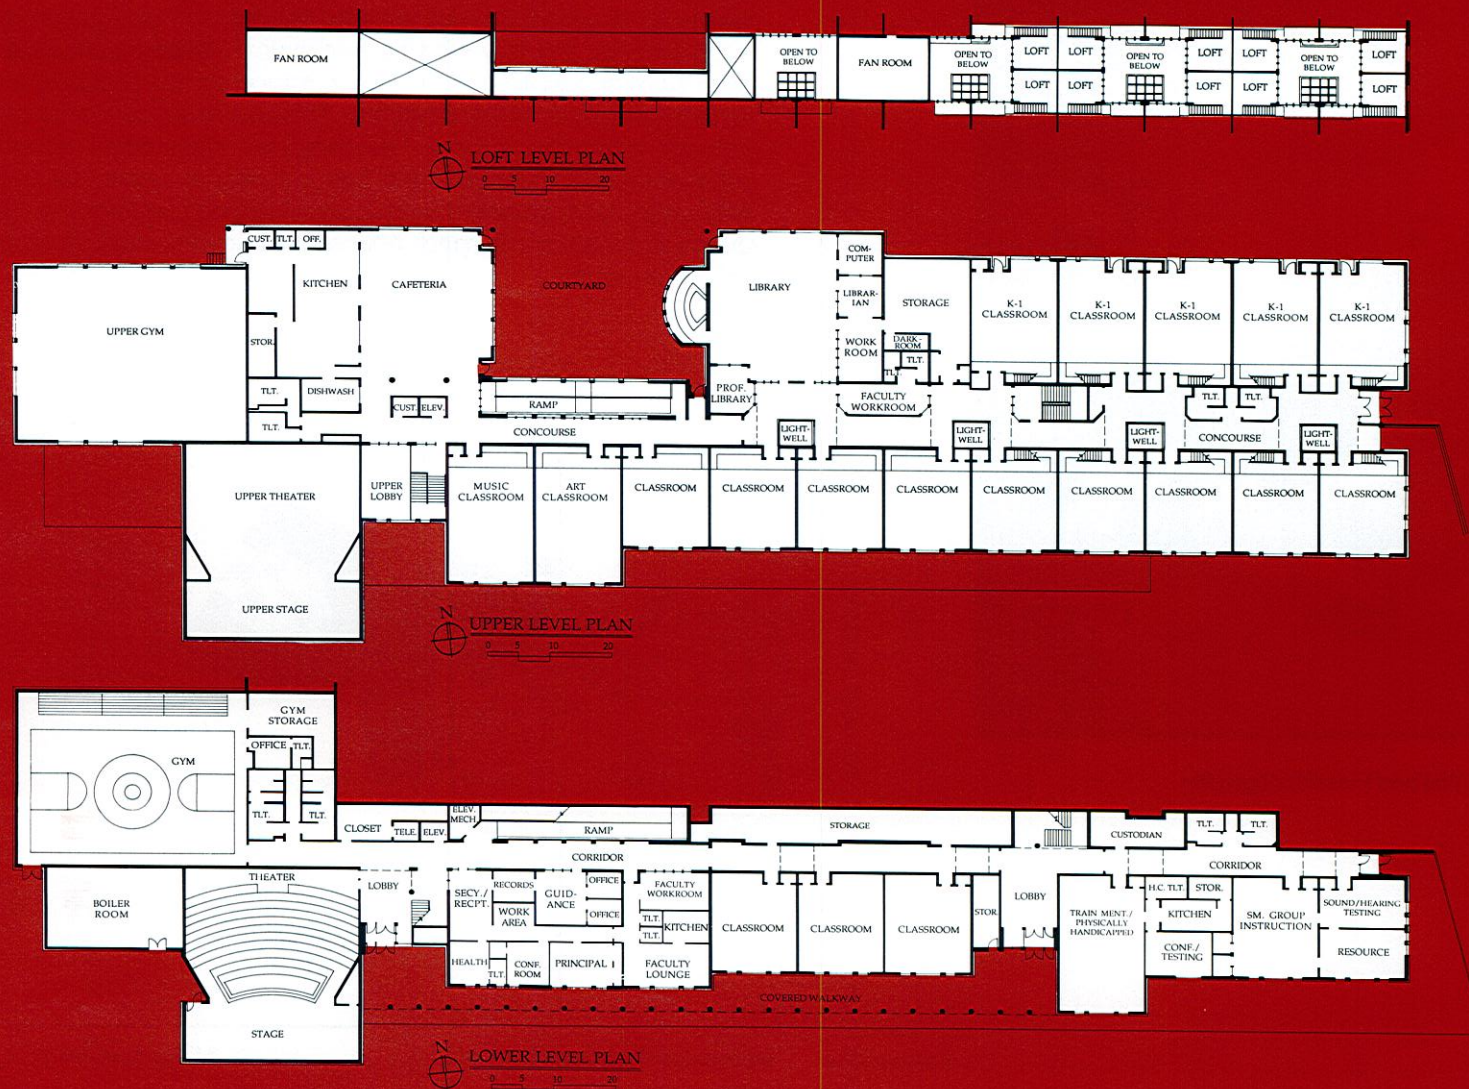 FAN ROOM
OPEN TO
BELOW
FAN ROOM
OPEN TO
BELOW
LOFT
LOFT
OPEN TO
BELOW
LOFT
LOFT
OPEN TO
BELOW
LOFT
LOFT
LOFT
LOFT
LOFT
LOFT
N
LOFT LEVEL PLAN
0 5 10 20
CUST.
TLT.
OFF.
KITCHEN
CAFETERIA
COURTYARD
LIBRARY
COM-
PUTER
LIBRAR-
IAN
STORAGE
K-1
CLASSROOM
K-1
CLASSROOM
K-1
CLASSROOM
K-1
CLASSROOM
K-1
CLASSROOM
UPPER GYM
STOR.
WORK
ROOM
DARK-
ROOM
TLT.
TLT.
TLT.
DISHWASH
PROF.
LIBRARY
FACULTY
WORKROOM
TLT.
TLT.
CUST.
ELEV.
RAMP
TLT.
CONCOURSE
LIGHT-
WELL
LIGHT-
WELL
LIGHT-
WELL
CONCOURSE
LIGHT-
WELL
UPPER THEATER
UPPER
LOBBY
MUSIC
CLASSROOM
ART
CLASSROOM
CLASSROOM
CLASSROOM
CLASSROOM
CLASSROOM
CLASSROOM
CLASSROOM
CLASSROOM
CLASSROOM
CLASSROOM
UPPER STAGE
N
UPPER LEVEL PLAN
0 5 10 20
GYM
STORAGE
OFFICE
TLT.
GYM
TLT.
TLT.
CLOSET
TELE.
ELEV.
ELEV.
MECH.
RAMP
STORAGE
CUSTODIAN
TLT.
TLT.
CORRIDOR
CORRIDOR
THEATER
LOBBY
SECY./
RECPT.
RECORDS
WORK
AREA
GUID-
ANCE
OFFICE
OFFICE
FACULTY
WORKROOM
TLT.
TLT.
KITCHEN
BOILER
ROOM
CLASSROOM
CLASSROOM
CLASSROOM
STOR.
LOBBY
TRAIN MENT./
PHYSICALLY
HANDICAPPED
H.C. TLT.
STOR.
KITCHEN
SM. GROUP
INSTRUCTION
SOUND/HEARING
TESTING
CONF./
TESTING
RESOURCE
HEALTH
TLT.
CONF.
ROOM
PRINCIPAL
FACULTY
LOUNGE
COVERED WALKWAY
STAGE
N
LOWER LEVEL PLAN
0 5 10 20